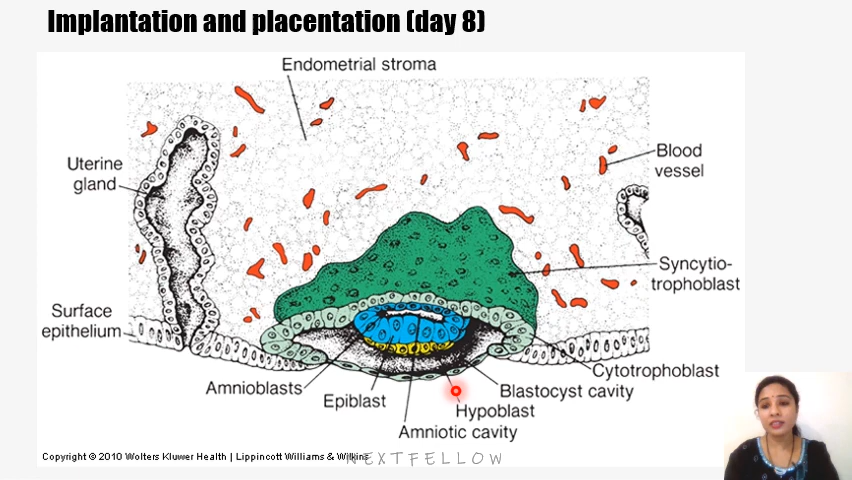 Implantation and placentation (day 8)
Endometrial stroma
Uterine
gland
Blood
vessel
Syncytio-
trophoblast
Surface
epithelium
Cytotrophoblast
Amnioblasts
Blastocyst cavity
Epiblast
Hypoblast
Amniotic cavity
Copyright © 2010 Wolters Kluwer Health | Lippincott Williams & Wilkins
NEXTFELLOW